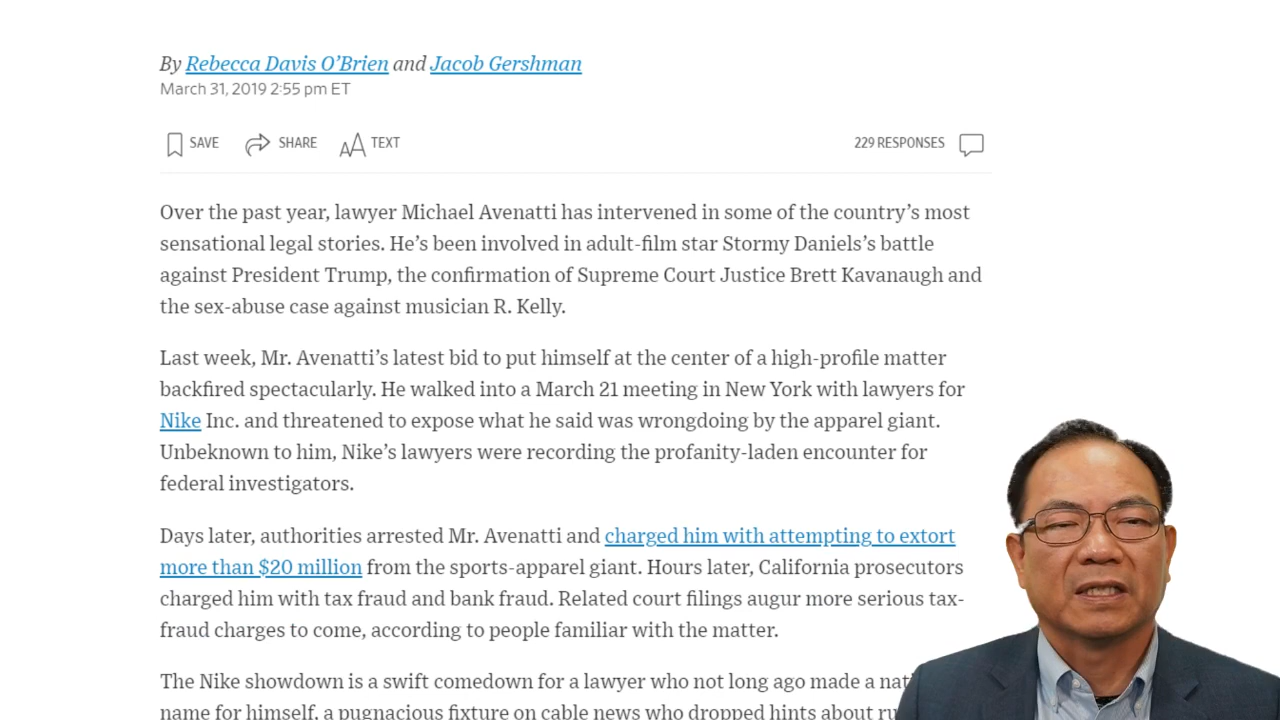 By Rebecca Davis O’Brien and Jacob Gershman
March 31, 2019 2:55 pm ET
SAVE SHARE TEXT 229 RESPONSES
Over the past year, lawyer Michael Avenatti has intervened in some of the country’s most
sensational legal stories. He’s been involved in adult-film star Stormy Daniels’s battle
against President Trump, the confirmation of Supreme Court Justice Brett Kavanaugh and
the sex-abuse case against musician R. Kelly.
Last week, Mr. Avenatti’s latest bid to put himself at the center of a high-profile matter
backfired spectacularly. He walked into a March 21 meeting in New York with lawyers for
Nike Inc. and threatened to expose what he said was wrongdoing by the apparel giant.
Unbeknown to him, Nike’s lawyers were recording the profanity-laden encounter for
federal investigators.
Days later, authorities arrested Mr. Avenatti and charged him with attempting to extort
more than $20 million from the sports-apparel giant. Hours later, California prosecutors
charged him with tax fraud and bank fraud. Related court filings augur more serious tax-
fraud charges to come, according to people familiar with the matter.
The Nike showdown is a swift comedown for a lawyer who not long ago made a
name for himself, a pugnacious fixture on cable news who dropped hints about